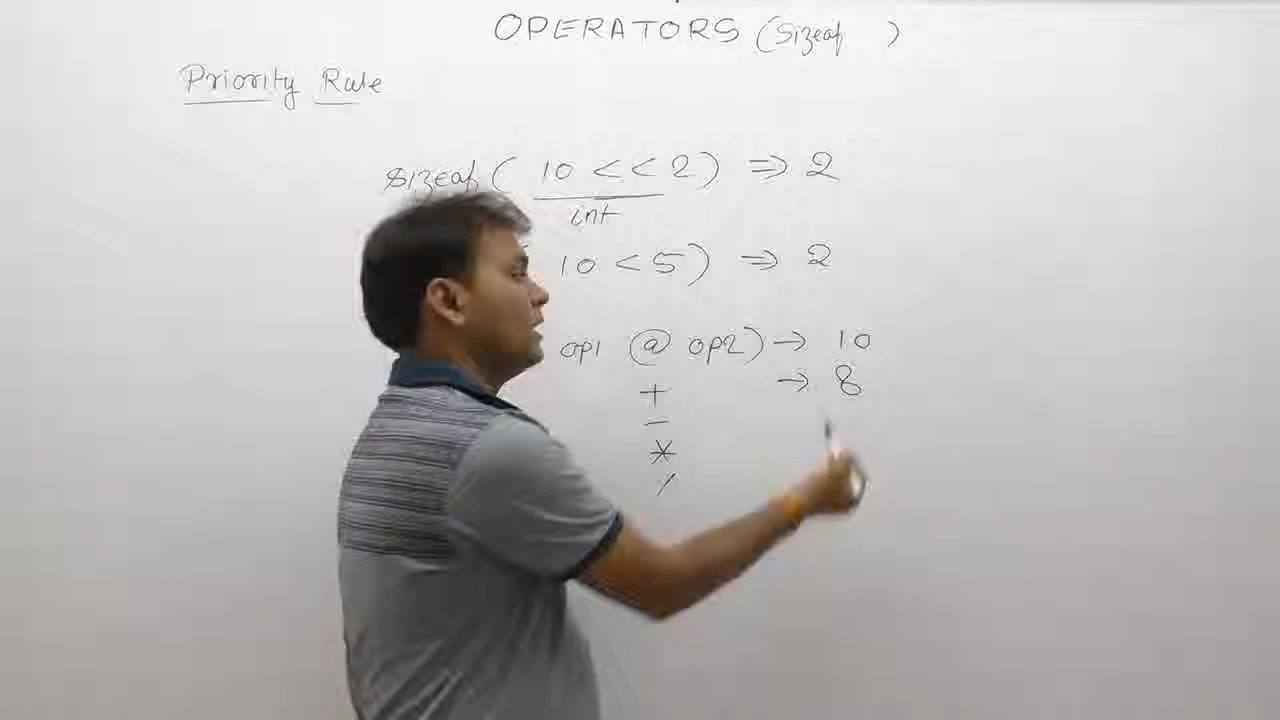 OPERATORS (Sizeof )
Priority Rule
Sizeof( 10 < < 2) ⇒ 2
int
10 < 5) ⇒ 2
op1 @ op2) → 10
+ → 8
-
*
/